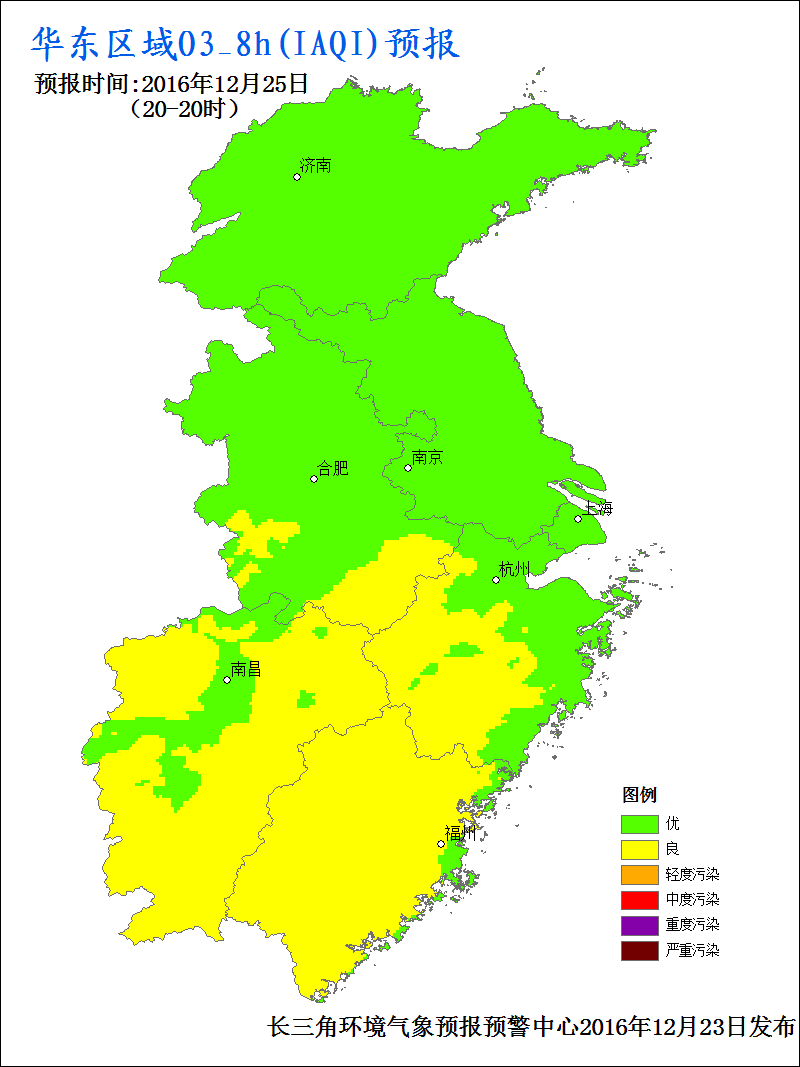 华东区域O3_8h(IAQI)预报
预报时间:2016年12月25日
(20-20时)
济南
南京
合肥
上海
杭州
南昌
福州
图例
优
良
轻度污染
中度污染
重度污染
严重污染
长三角环境气象预报预警中心2016年12月23日发布